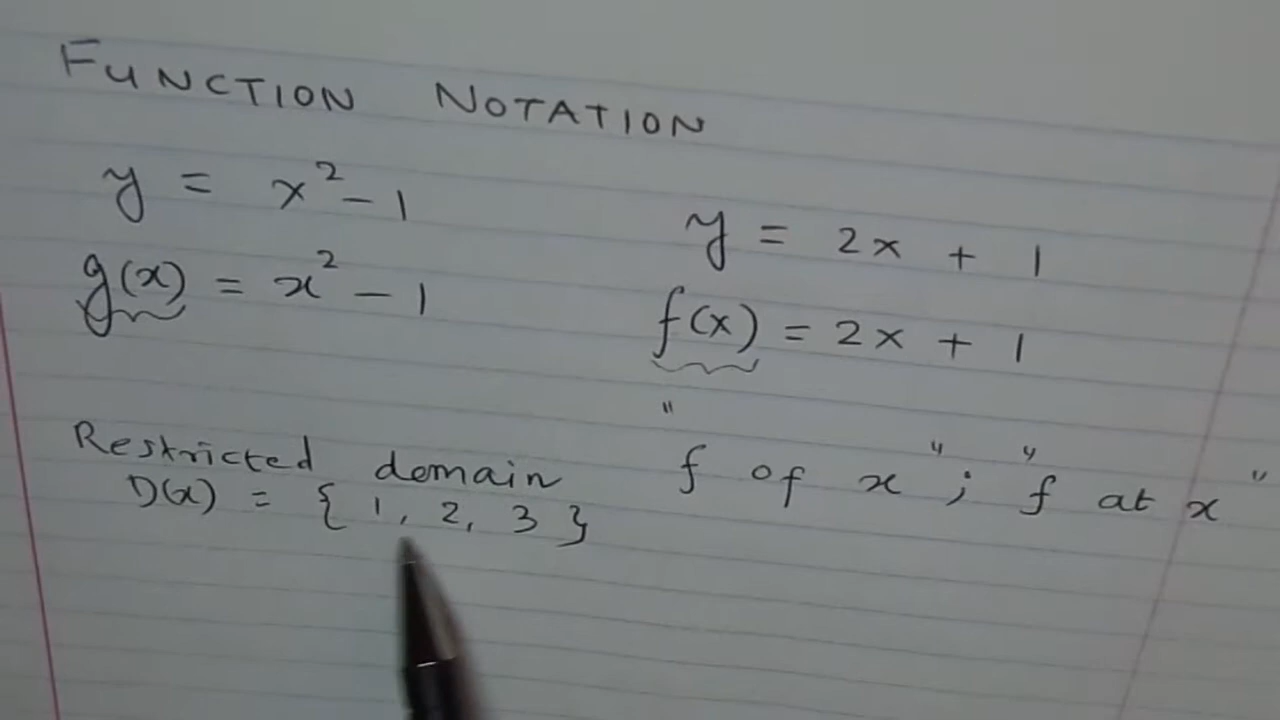 FUNCTION NOTATION
y = x² - 1
g(x) = x² - 1
y = 2x + 1
f(x) = 2x + 1
"f of x" ; "f at x"
Restricted domain
D(x) = { 1, 2, 3 }